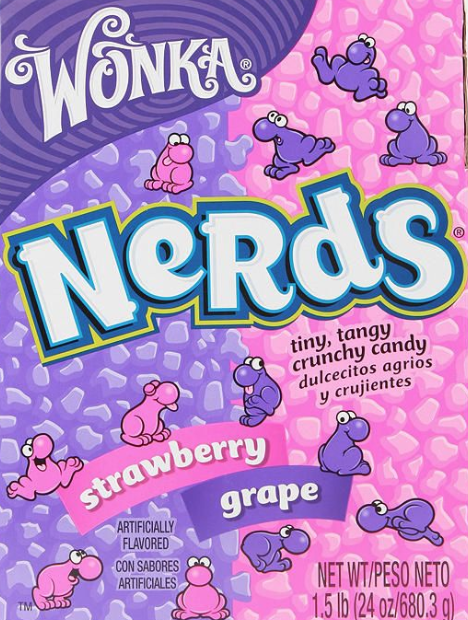 WONKA®
NeRdS®
tiny, tangy
crunchy candy
dulcecitos agrios
y crujientes
strawberry
grape
ARTIFICIALLY
FLAVORED
CON SABORES
ARTIFICIALES
NET WT/PESO NETO
1.5 lb (24 oz/680.3 g)
TM